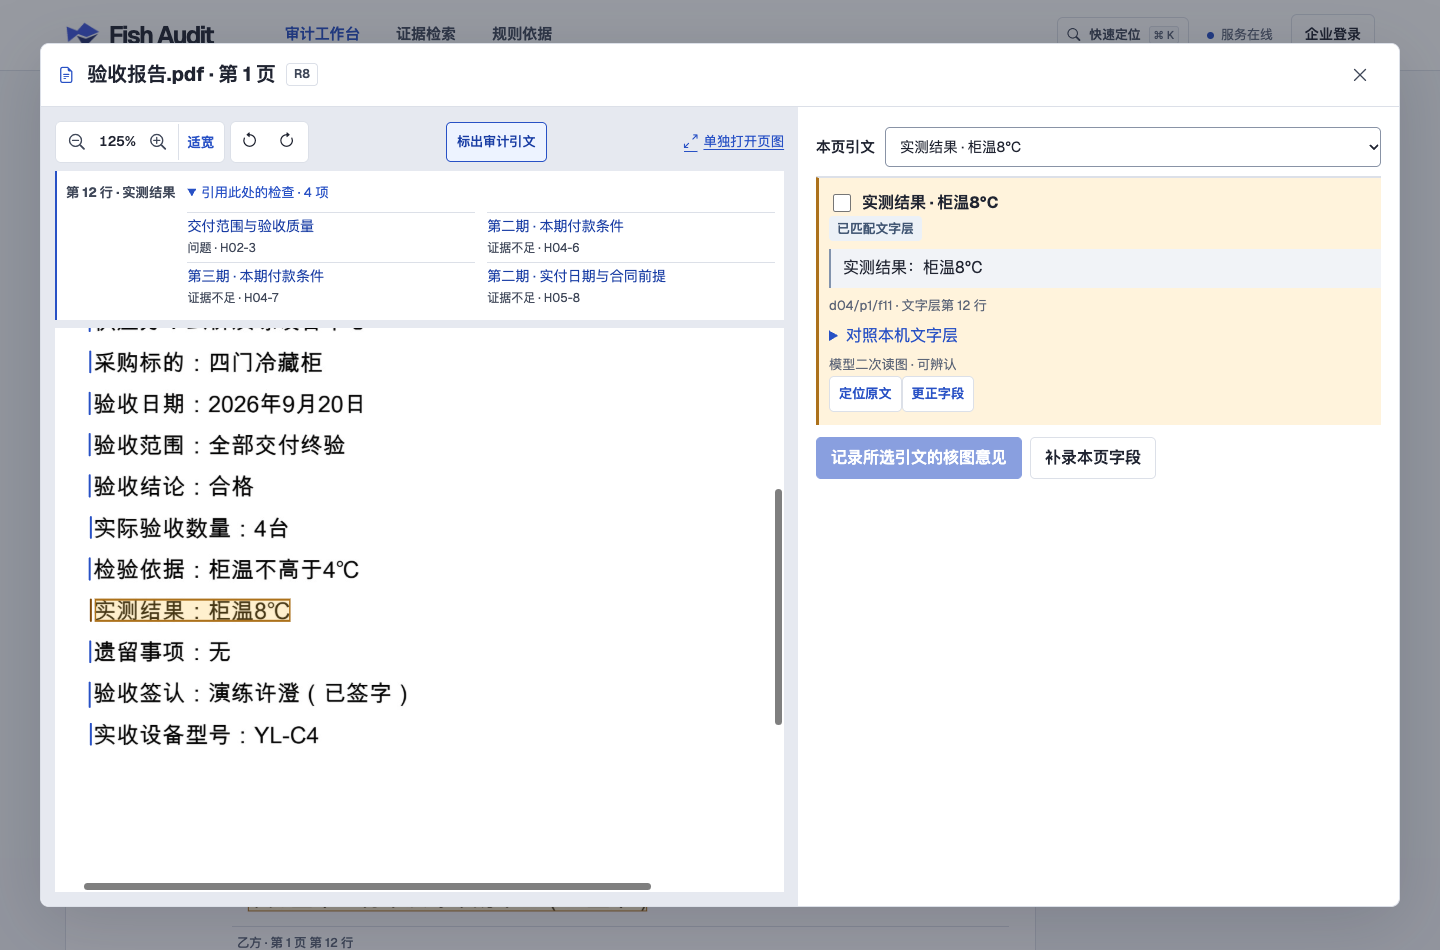 Fish Audit
审计工作台
证据检索
规则依据
快速定位
⌘ K
服务在线
企业登录
验收报告.pdf · 第 1 页
R8
125%
适宽
标出审计引文
单独打开页图
第 12 行 · 实测结果
▼ 引用此处的检查 · 4 项
交付范围与验收质量
问题 · H02-3
第二期 · 本期付款条件
证据不足 · H04-6
第三期 · 本期付款条件
证据不足 · H04-7
第二期 · 实付日期与合同前提
证据不足 · H05-8
采购标的：四门冷藏柜
验收日期：2026年9月20日
验收范围：全部交付终验
验收结论：合格
实际验收数量：4台
检验依据：柜温不高于4℃
实测结果：柜温8℃
遗留事项：无
验收签认：演练许澄（已签字）
实收设备型号：YL-C4
本页引文
实测结果 · 柜温8℃
实测结果 · 柜温8℃
已匹配文字层
实测结果：柜温8℃
d04/p1/f11 · 文字层第 12 行
▶ 对照本机文字层
模型二次读图 · 可辨认
定位原文
更正字段
记录所选引文的核图意见
补录本页字段
乙方 · 第 1 页 第 12 行